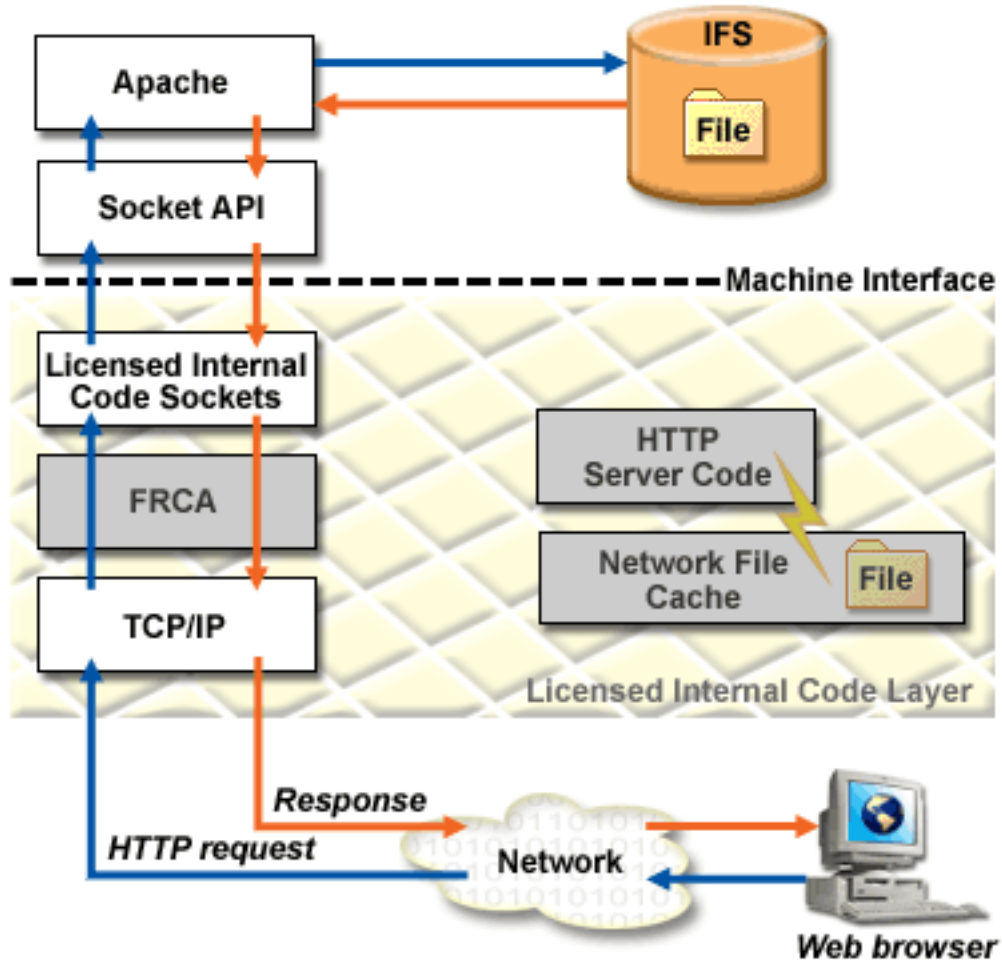 IFS
Apache
File
Socket API
Machine Interface
Licensed Internal
Code Sockets
HTTP
Server Code
FRCA
Network File
Cache
File
TCP/IP
Licensed Internal Code Layer
Response
HTTP request
Network
Web browser